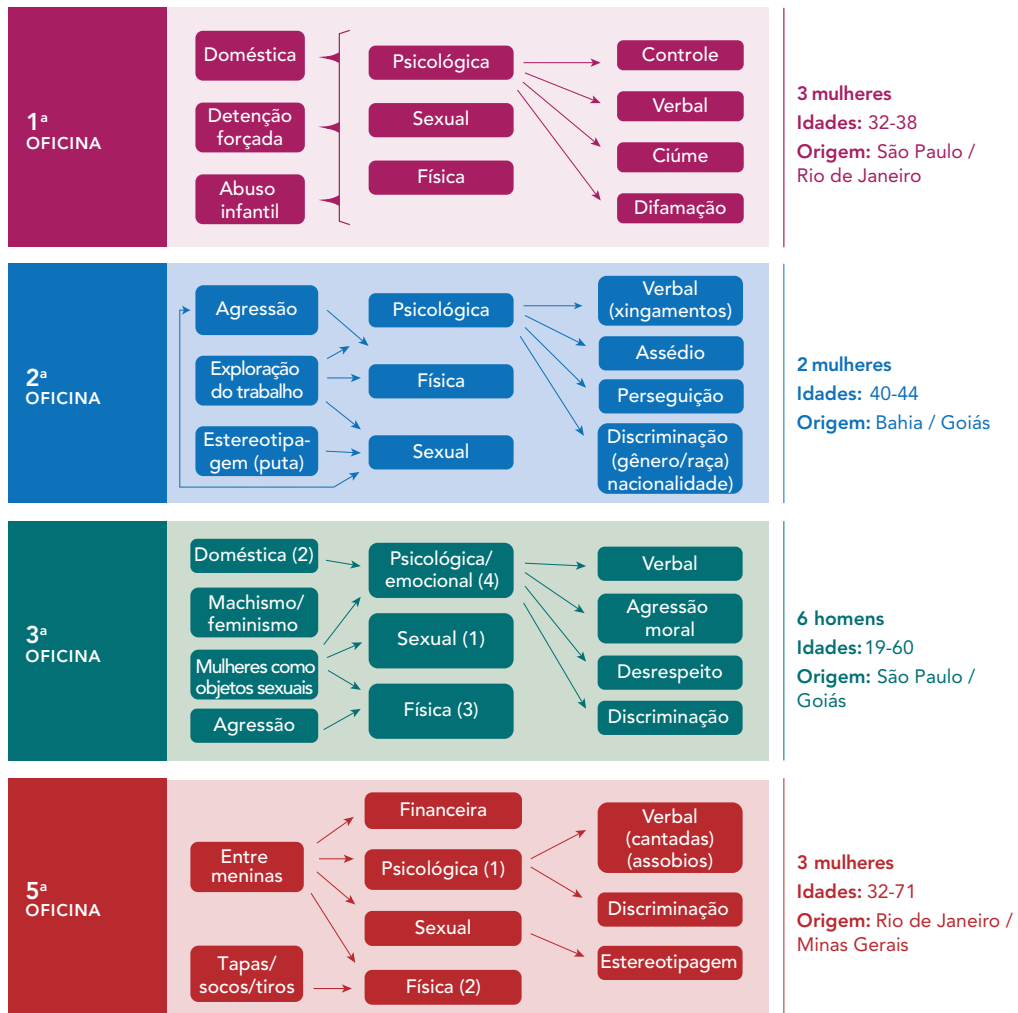 1ª
OFICINA
Doméstica
Detenção
forçada
Abuso
infantil
Psicológica
Sexual
Física
Controle
Verbal
Ciúme
Difamação
3 mulheres
Idades: 32-38
Origem: São Paulo /
Rio de Janeiro
2ª
OFICINA
Agressão
Exploração
do trabalho
Estereotipa-
gem (puta)
Psicológica
Física
Sexual
Verbal
(xingamentos)
Assédio
Perseguição
Discriminação
(gênero/raça)
nacionalidade)
2 mulheres
Idades: 40-44
Origem: Bahia / Goiás
3ª
OFICINA
Doméstica (2)
Machismo/
feminismo
Mulheres como
objetos sexuais
Agressão
Psicológica/
emocional (4)
Sexual (1)
Física (3)
Verbal
Agressão
moral
Desrespeito
Discriminação
6 homens
Idades: 19-60
Origem: São Paulo /
Goiás
5ª
OFICINA
Entre
meninas
Tapas/
socos/tiros
Financeira
Psicológica (1)
Sexual
Física (2)
Verbal
(cantadas)
(assobios)
Discriminação
Estereotipagem
3 mulheres
Idades: 32-71
Origem: Rio de Janeiro /
Minas Gerais